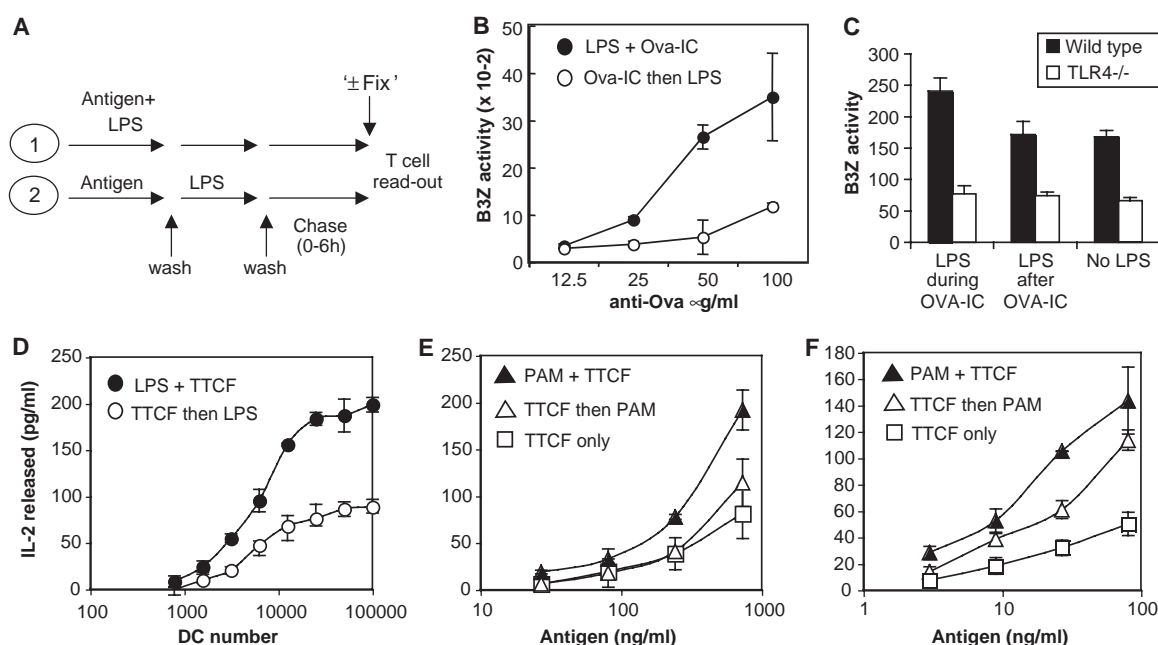 A
'±Fix'
Antigen+
LPS
1
T cell
read-out
2
Antigen
LPS
Chase
(0-6h)
wash
wash
B
B3Z activity (x 10-2)
50
40
30
20
10
0
LPS + Ova-IC
Ova-IC then LPS
12.5
25
50
100
anti-Ova ∝g/ml
C
Wild type
TLR4-/-
B3Z activity
300
250
200
150
100
50
0
LPS
during
OVA-IC
LPS
after
OVA-IC
No LPS
D
IL-2 released (pg/ml)
250
200
150
100
50
0
LPS + TTCF
TTCF then LPS
100
1000
10000
100000
DC number
E
250
200
150
100
50
0
PAM + TTCF
TTCF then PAM
TTCF only
10
100
1000
Antigen (ng/ml)
F
180
160
140
120
100
80
60
40
20
0
PAM + TTCF
TTCF then PAM
TTCF only
1
10
100
Antigen (ng/ml)